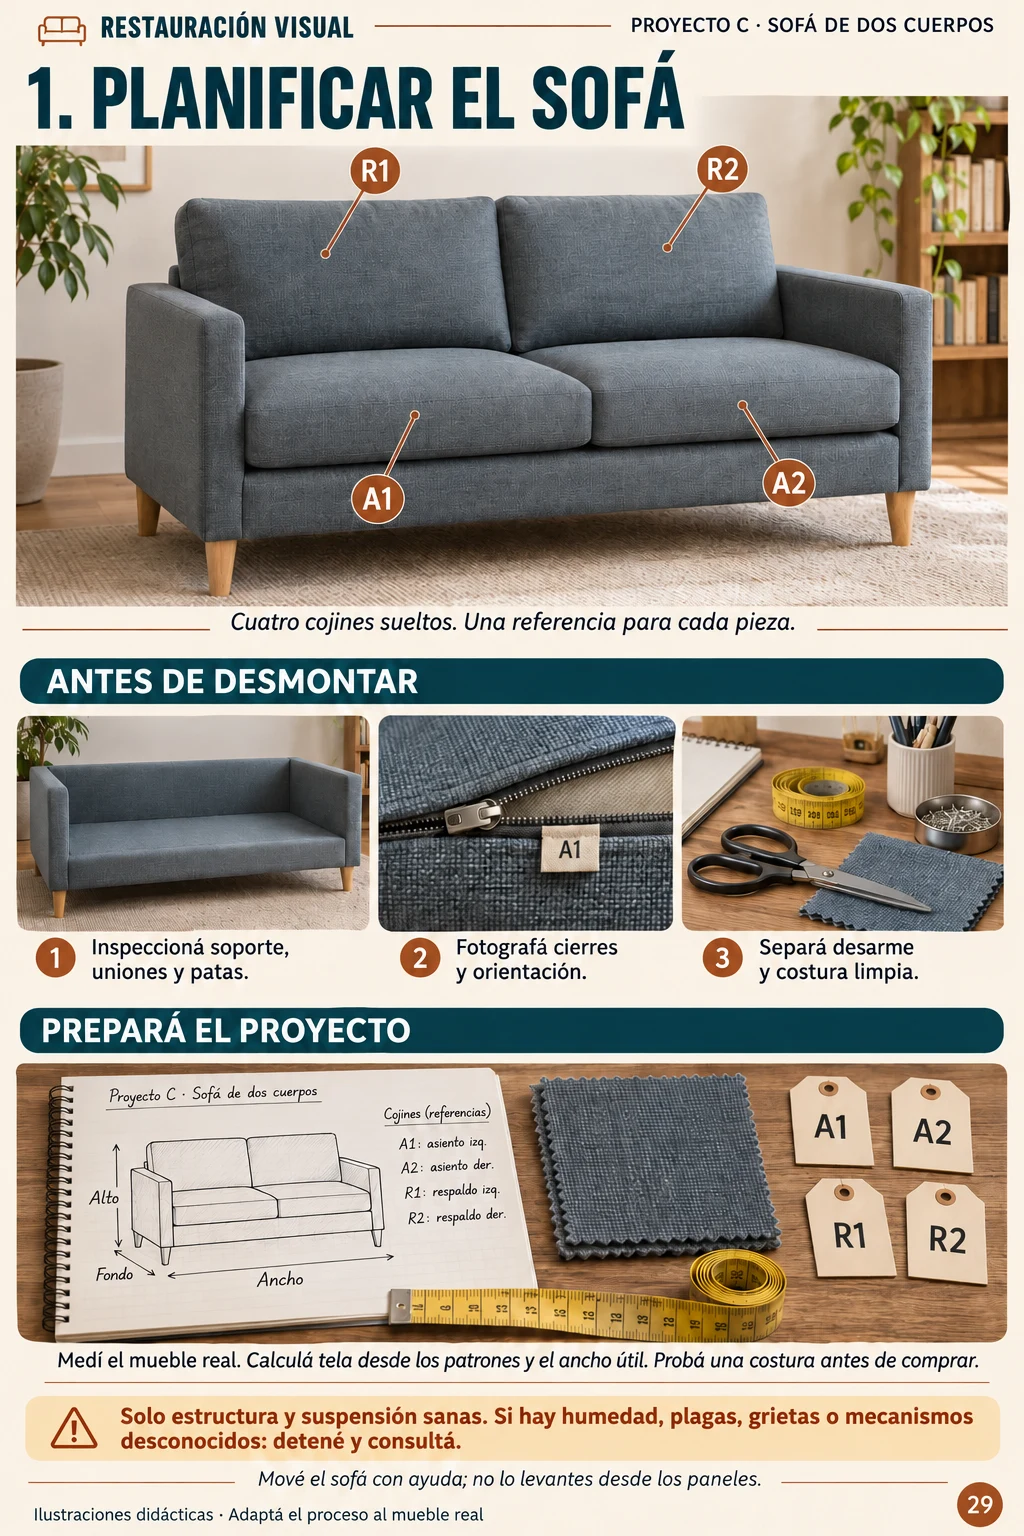 RESTAURACIÓN VISUAL
PROYECTO C · SOFÁ DE DOS CUERPOS
1. PLANIFICAR EL SOFÁ
R1
R2
A1
A2
Cuatro cojines sueltos. Una referencia para cada pieza.
ANTES DE DESMONTAR
A1
1
Inspeccioná soporte,
uniones y patas.
2
Fotografá cierres
y orientación.
3
Separá desarme
y costura limpia.
PREPARÁ EL PROYECTO
Proyecto C · Sofá de dos cuerpos
Cojines (referencias)
A1: asiento izq.
A2: asiento der.
R1: respaldo izq.
R2: respaldo der.
Alto
Fondo
Ancho
A1
A2
R1
R2
Medí el mueble real. Calculá tela desde los patrones y el ancho útil. Probá una costura antes de comprar.
Solo estructura y suspensión sanas. Si hay humedad, plagas, grietas o mecanismos
desconocidos: detené y consultá.
Mové el sofá con ayuda; no lo levantes desde los paneles.
Ilustraciones didácticas · Adaptá el proceso al mueble real
29